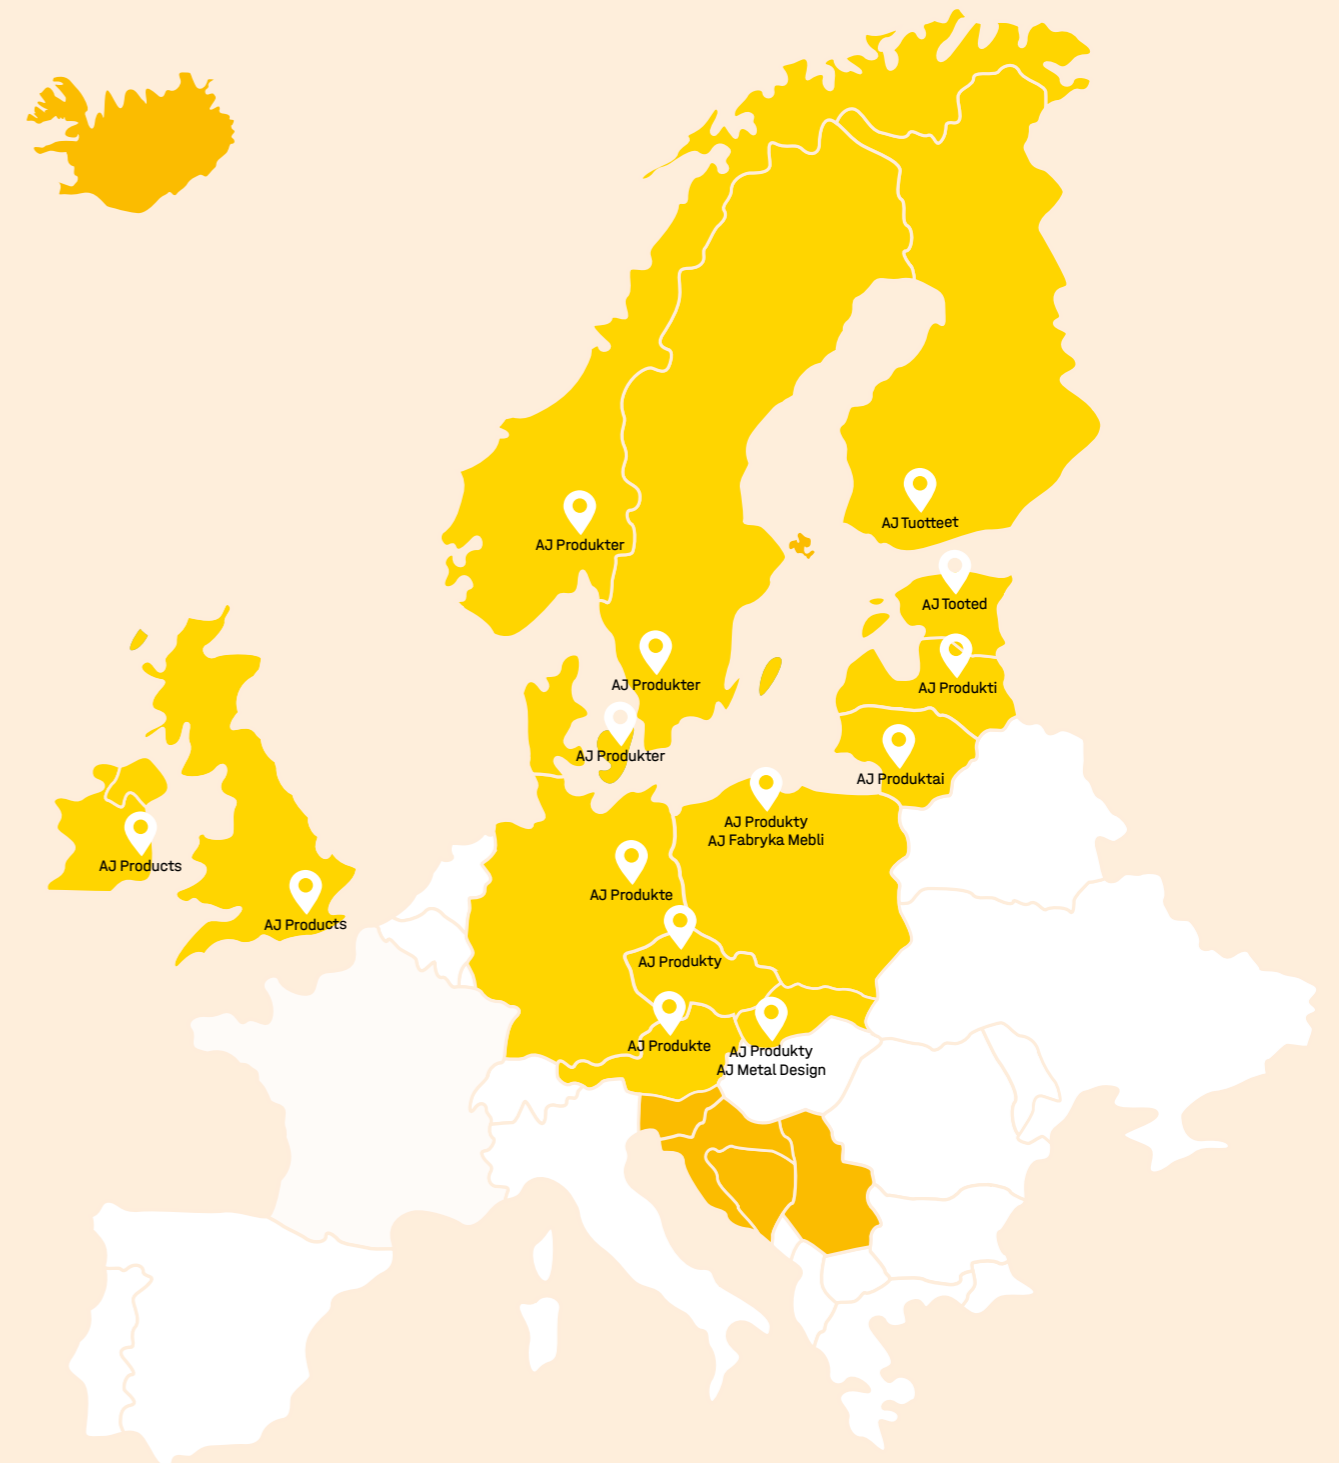 AJ Tuotteet
AJ Produkter
AJ Tooted
AJ Produkter
AJ Produkti
AJ Produkter
AJ Produktai
AJ Produkty
AJ Fabryka Mebli
AJ Products
AJ Produkte
AJ Products
AJ Produkty
AJ Produkte
AJ Produkty
AJ Metal Design